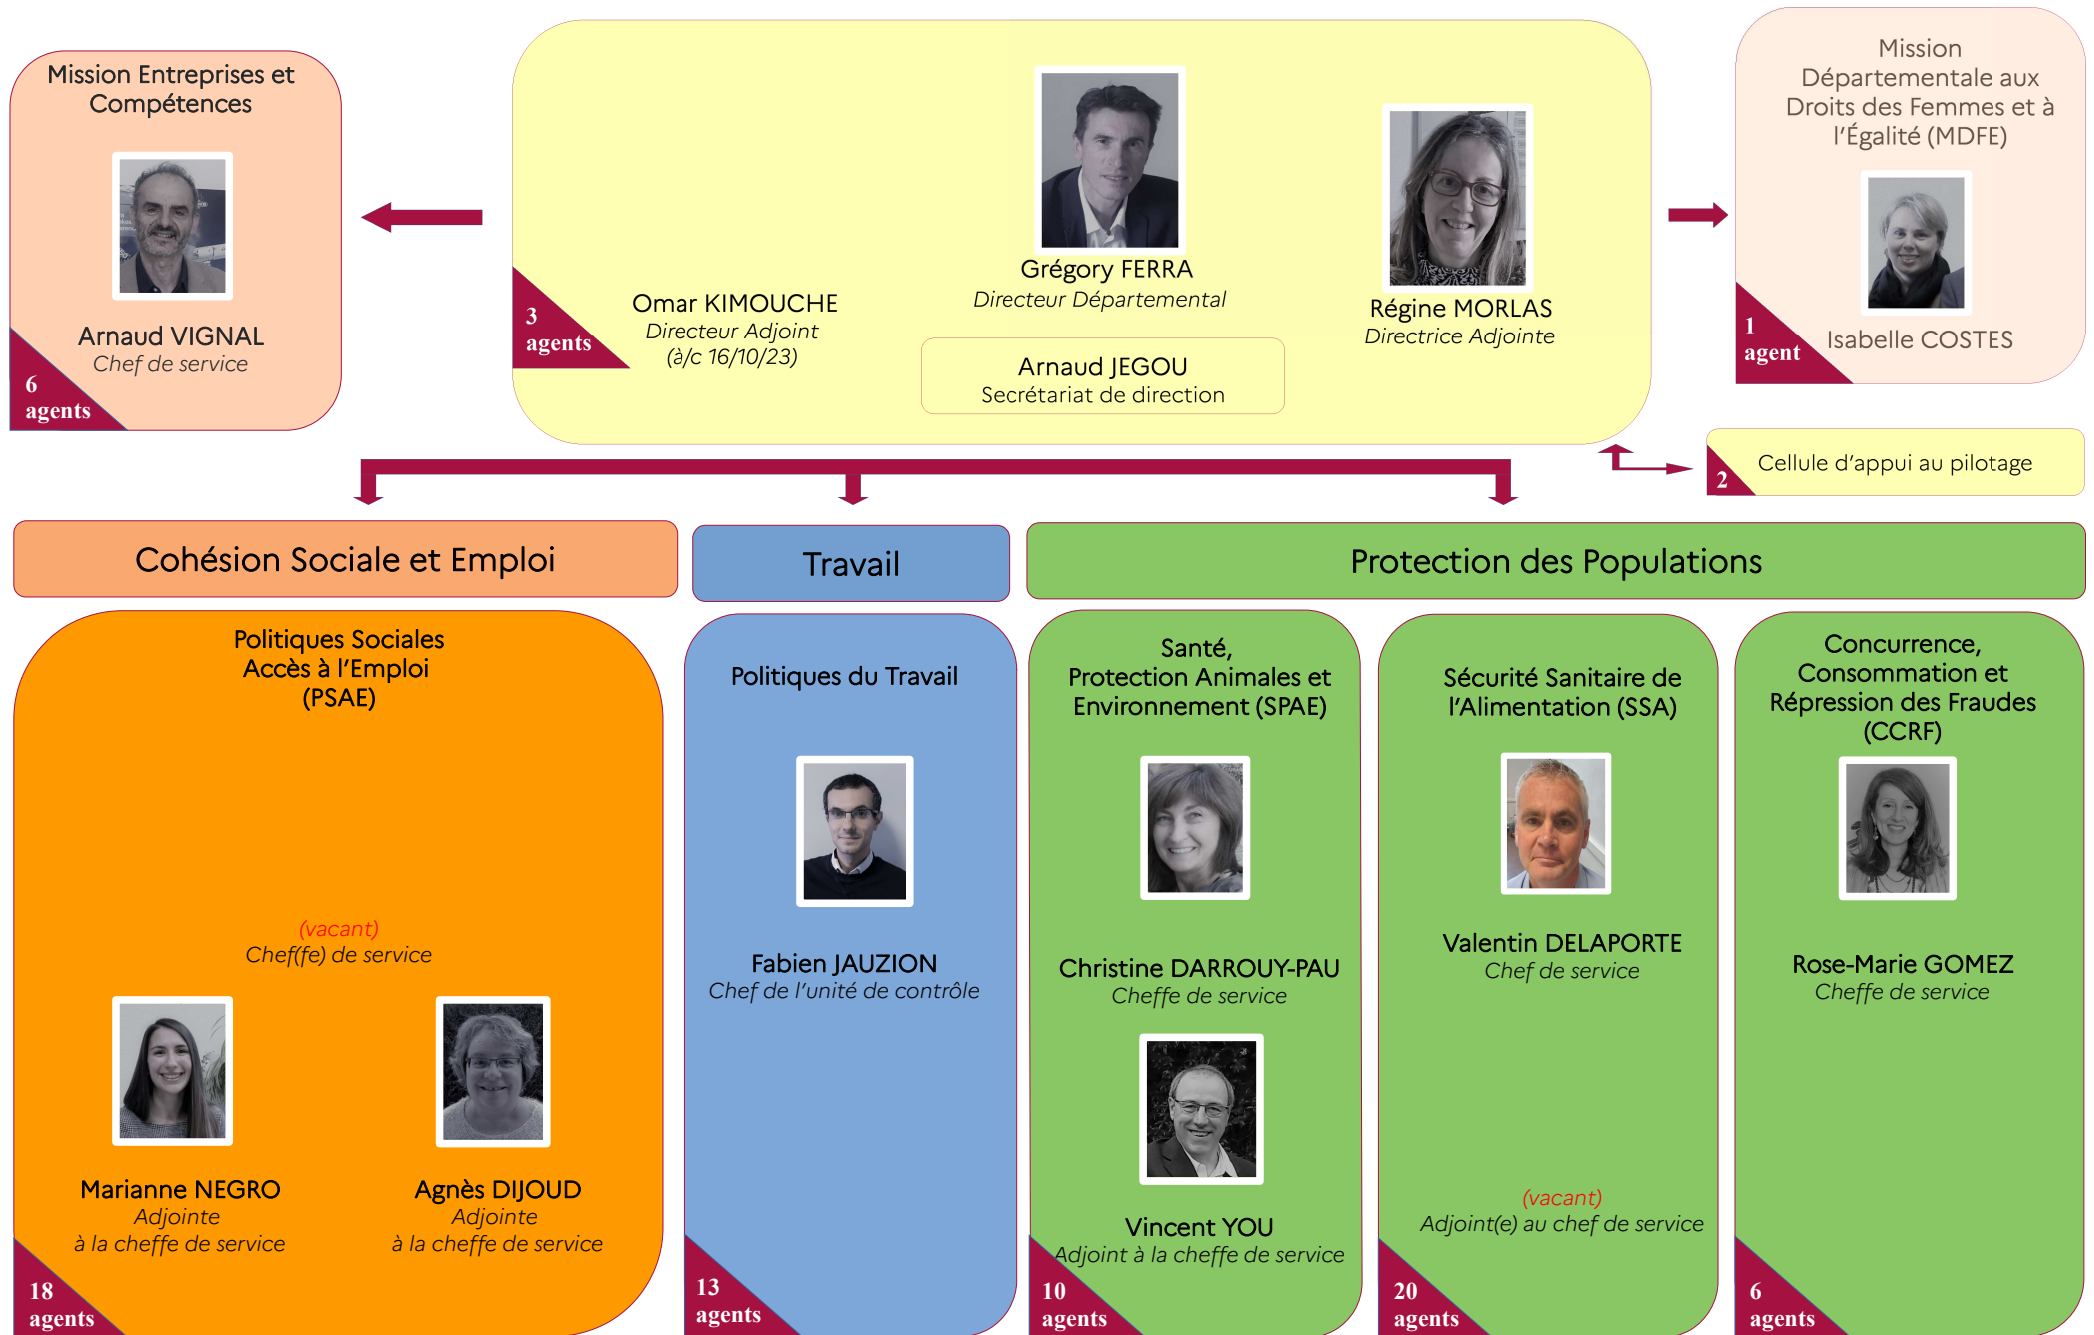 Mission Entreprises et
Compétences
Arnaud VIGNAL
Chef de service
6
agents
Grégory FERRA
Directeur Départemental
Omar KIMOUCHE
Directeur Adjoint
(à/c 16/10/23)
Régine MORLAS
Directrice Adjointe
Arnaud JEGOU
Secrétariat de direction
3
agents
Mission
Départementale aux
Droits des Femmes et à
l’Égalité (MDFE)
Isabelle COSTES
1
agent
Cellule d’appui au pilotage
2
Cohésion Sociale et Emploi
Travail
Protection des Populations
Politiques Sociales
Accès à l’Emploi
(PSAE)
(vacant)
Chef(fe) de service
Marianne NEGRO
Adjointe
à la cheffe de service
Agnès DIJOUD
Adjointe
à la cheffe de service
18
agents
Politiques du Travail
Fabien JAUZION
Chef de l’unité de contrôle
13
agents
Santé,
Protection Animales et
Environnement (SPAE)
Christine DARROUY-PAU
Cheffe de service
Vincent YOU
Adjoint à la cheffe de service
10
agents
Sécurité Sanitaire de
l’Alimentation (SSA)
Valentin DELAPORTE
Chef de service
(vacant)
Adjoint(e) au chef de service
20
agents
Concurrence,
Consommation et
Répression des Fraudes
(CCRF)
Rose-Marie GOMEZ
Cheffe de service
6
agents